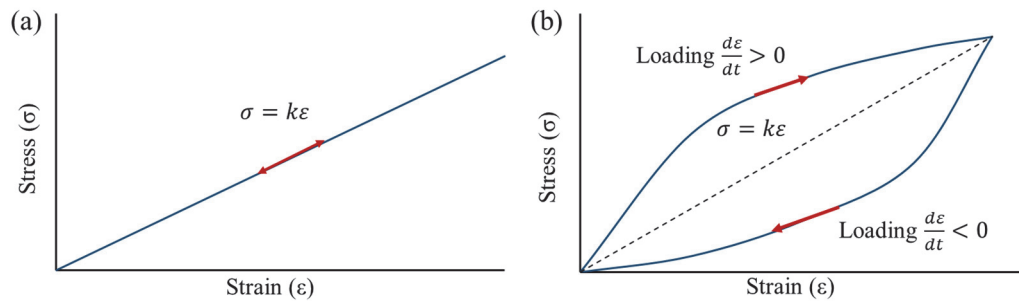 (a)
Stress (σ)
σ = kε
Strain (ε)
(b)
Stress (σ)
Loading dε/dt > 0
σ = kε
Loading dε/dt < 0
Strain (ε)